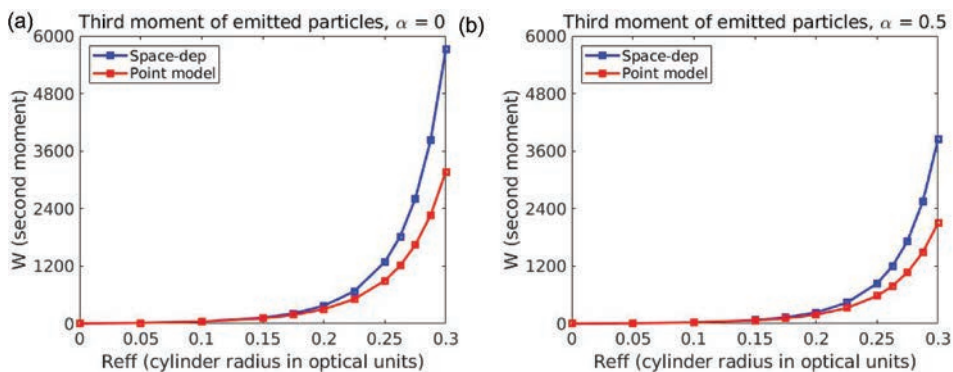 (a)
Third moment of emitted particles, α = 0
6000
4800
3600
2400
1200
0
W (second moment)
Space-dep
Point model
0 0.05 0.1 0.15 0.2 0.25 0.3
Reff (cylinder radius in optical units)
(b)
Third moment of emitted particles, α = 0.5
6000
4800
3600
2400
1200
0
W (second moment)
Space-dep
Point model
0 0.05 0.1 0.15 0.2 0.25 0.3
Reff (cylinder radius in optical units)